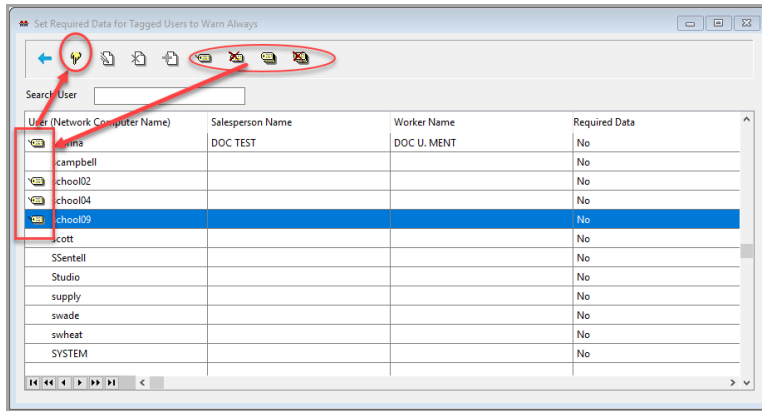 Set Required Data for Tagged Users to Warn Always
Search User
User (Network Computer Name) Salesperson Name Worker Name Required Data
DOC TEST DOC U. MENT No
scampbell No
school02 No
school04 No
school09 No
scott No
SSentell No
Studio No
supply No
swade No
swheat No
SYSTEM No